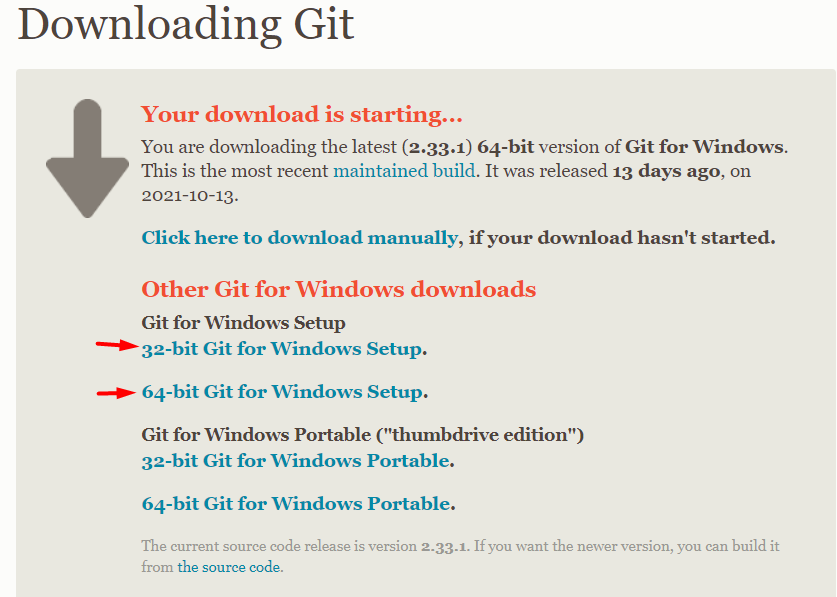 Downloading Git
Your download is starting...
You are downloading the latest (2.33.1) 64-bit version of Git for Windows.
This is the most recent maintained build. It was released 13 days ago, on
2021-10-13.
Click here to download manually, if your download hasn't started.
Other Git for Windows downloads
Git for Windows Setup
32-bit Git for Windows Setup.
64-bit Git for Windows Setup.
Git for Windows Portable ("thumbdrive edition")
32-bit Git for Windows Portable.
64-bit Git for Windows Portable.
The current source code release is version 2.33.1. If you want the newer version, you can build it
from the source code.